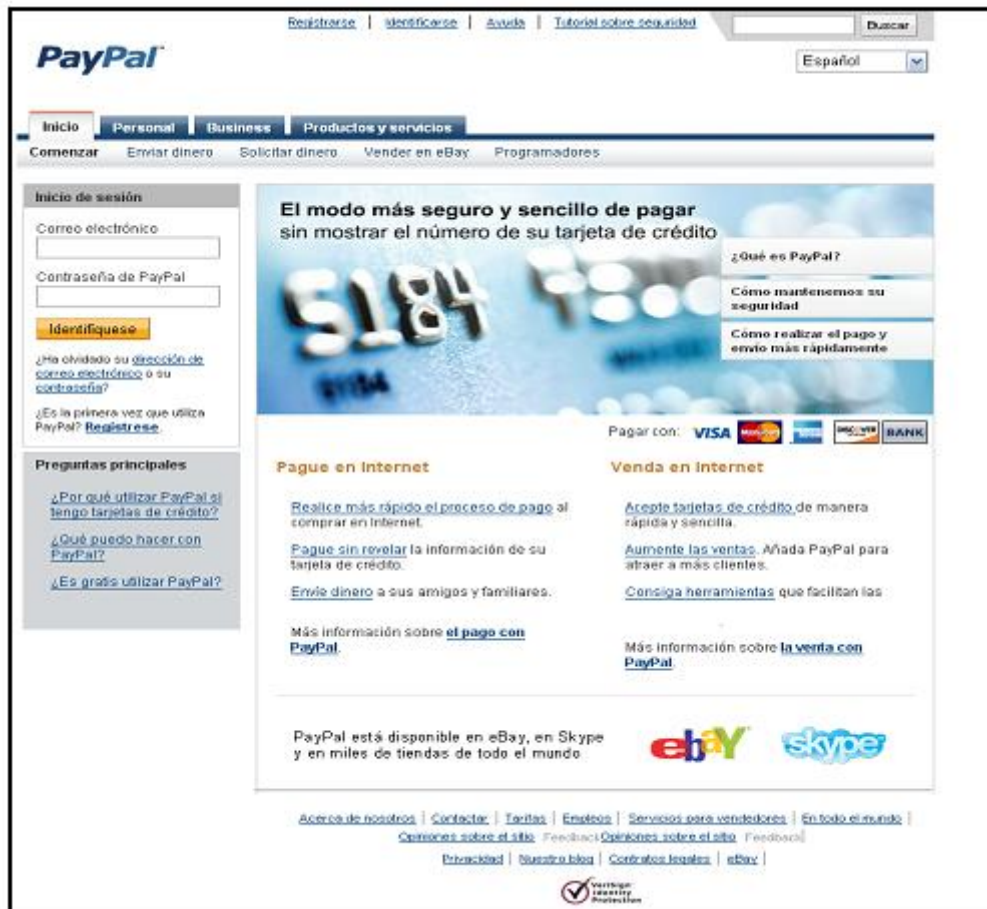 Registrarse | Identificarse | Ayuda | Tutorial sobre seguridad
Buscar
PayPal
Español
Inicio Personal Business Productos y servicios
Comenzar Enviar dinero Solicitar dinero Vender en eBay Programadores
Inicio de sesión
Correo electrónico
Contraseña de PayPal
Identifíquese
¿Ha olvidado su dirección de
correo electrónico o su
contraseña?
¿Es la primera vez que utiliza
PayPal? Regístrese.
Preguntas principales
¿Por qué utilizar PayPal si
tengo tarjetas de crédito?
¿Qué puedo hacer con
PayPal?
¿Es gratis utilizar PayPal?
El modo más seguro y sencillo de pagar
sin mostrar el número de su tarjeta de crédito
¿Qué es PayPal?
Cómo mantenemos su
seguridad
Cómo realizar el pago y
envío más rápidamente
5184
Pagar con: VISA MasterCard DISCOVER BANK
Pague en Internet
Realice más rápido el proceso de pago al
comprar en Internet.
Pague sin revelar la información de su
tarjeta de crédito.
Envíe dinero a sus amigos y familiares.
Más información sobre el pago con
PayPal.
Venda en Internet
Acepte tarjetas de crédito de manera
rápida y sencilla.
Aumente las ventas. Añada PayPal para
atraer a más clientes.
Consiga herramientas que facilitan las
Más información sobre la venta con
PayPal.
PayPal está disponible en eBay, en Skype
y en miles de tiendas de todo el mundo
ebaY
skype
Acerca de nosotros | Contactar | Tarifas | Empleos | Servicios para vendedores | En todo el mundo |
Opiniones sobre el sitio Feedback Opiniones sobre el sitio Feedback|
Privacidad | Nuestro blog | Contratos legales | eBay |
VeriSign
Identity
Protection